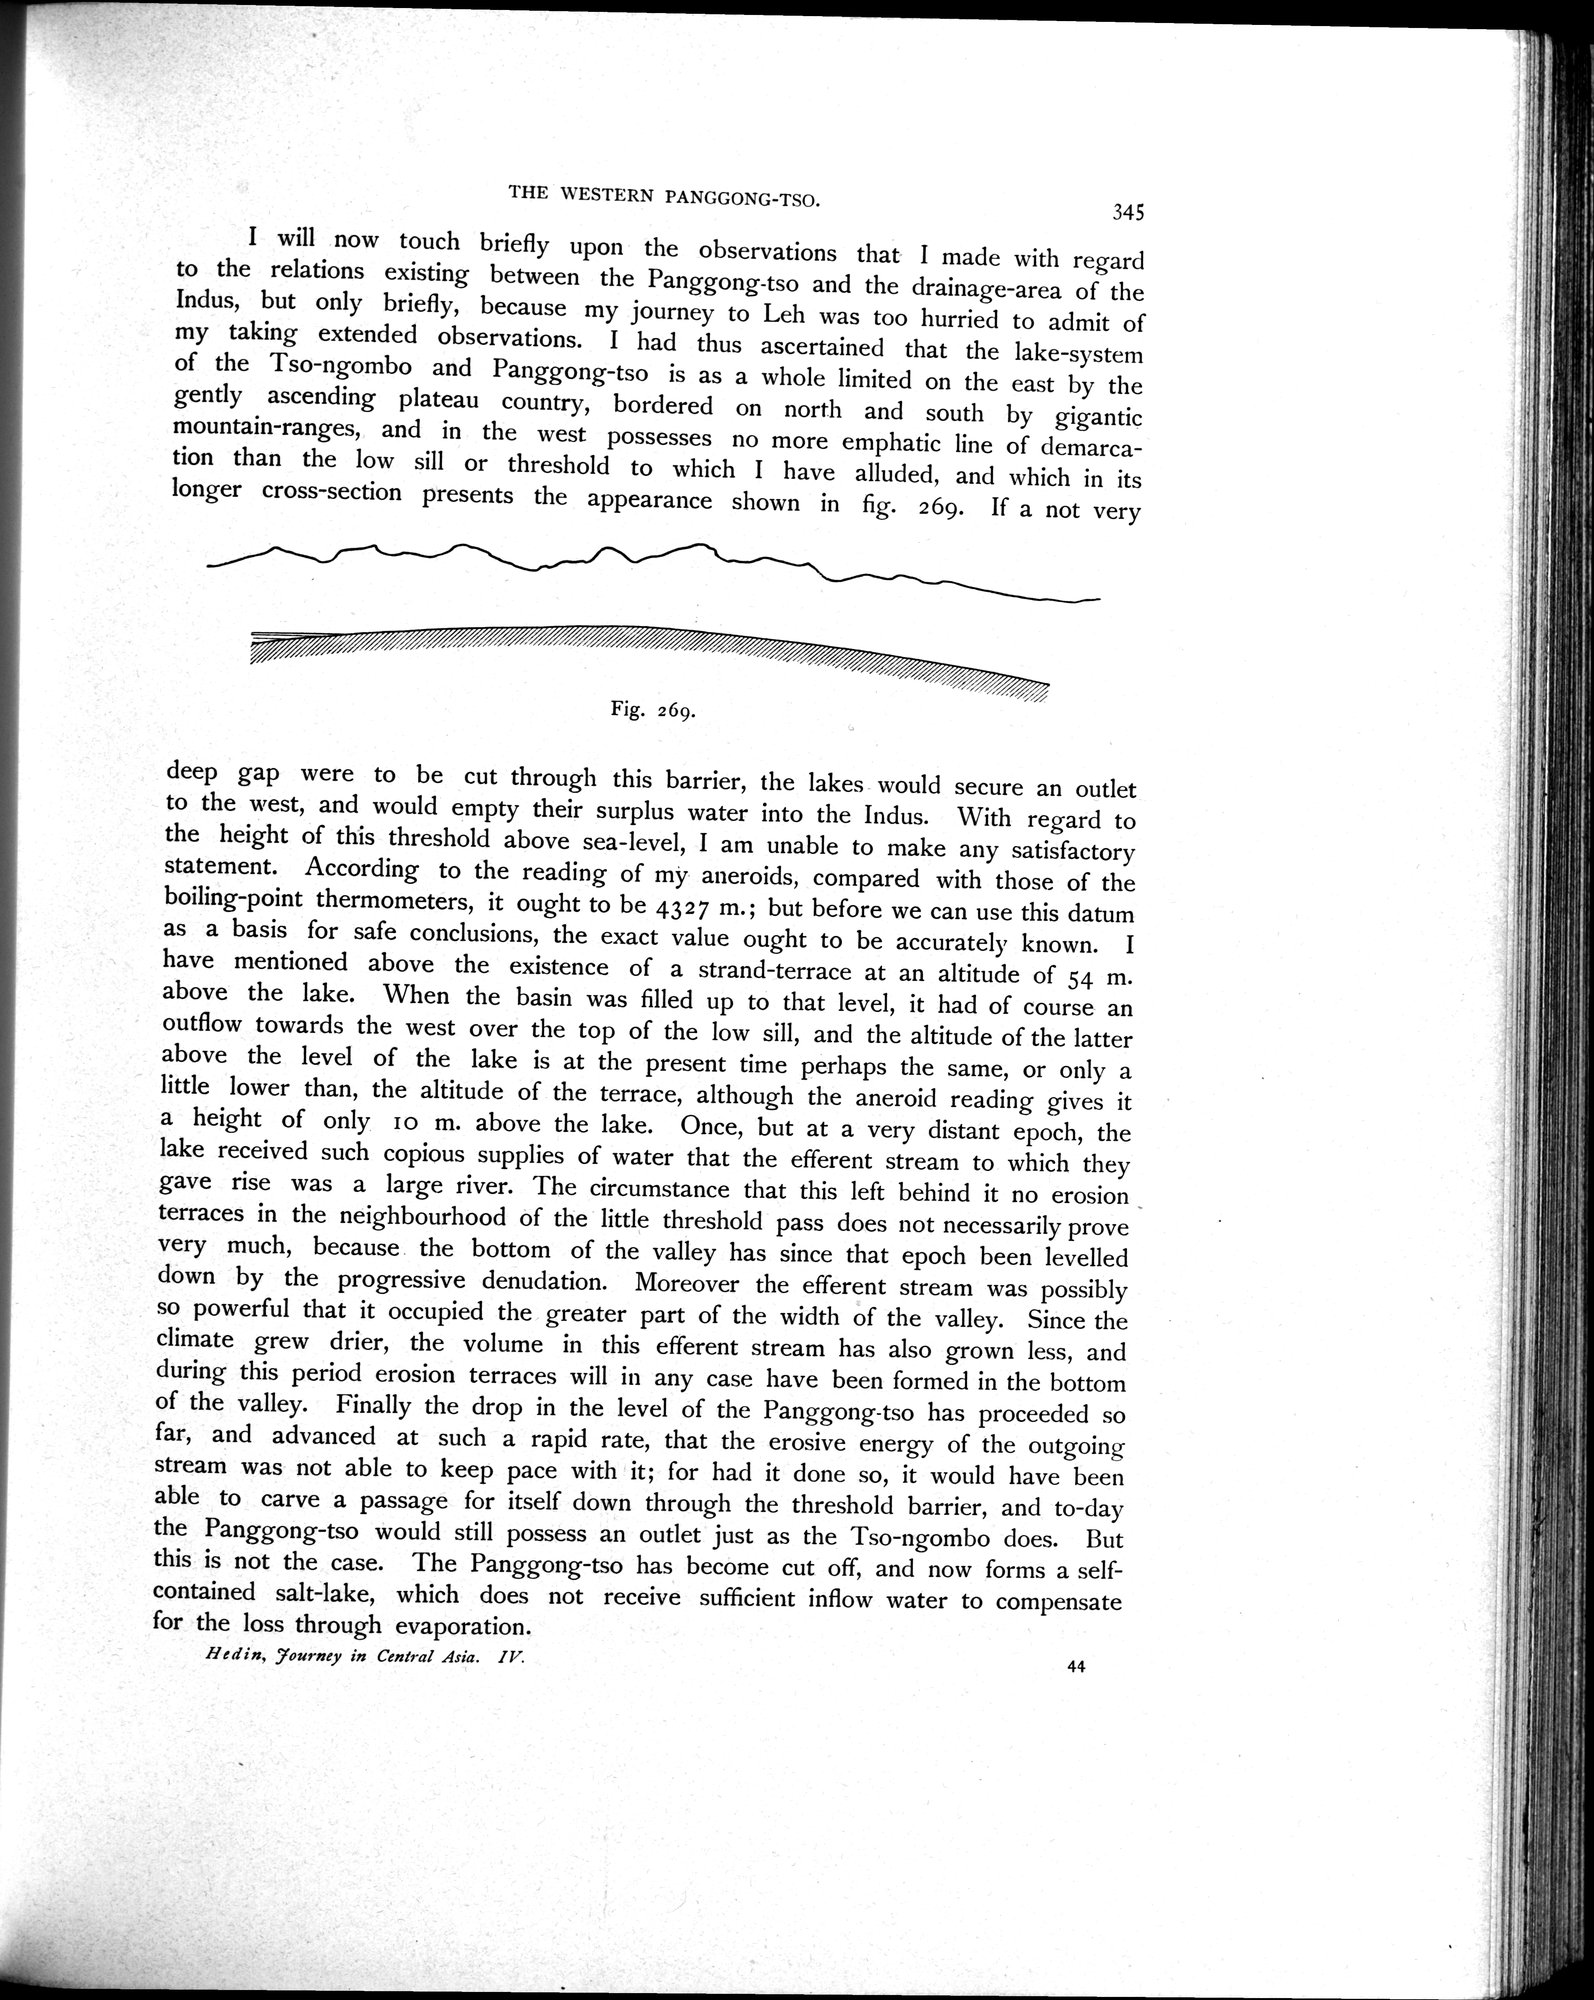 THE WESTERN PANGGONG-TSO.
345
I will now touch briefly upon the observations that I made with regard
to the relations existing between the Panggong-tso and the drainage-area of the
Indus, but only briefly, because my journey to Leh was too hurried to admit of
my taking extended observations. I had thus ascertained that the lake-system
of the Tso-ngombo and Panggong-tso is as a whole limited on the east by the
gently ascending plateau country, bordered on north and south by gigantic
mountain-ranges, and in the west possesses no more emphatic line of demarca-
tion than the low sill or threshold to which I have alluded, and which in its
longer cross-section presents the appearance shown in fig. 269. If a not very
Fig. 269.
deep gap were to be cut through this barrier, the lakes would secure an outlet
to the west, and would empty their surplus water into the Indus. With regard to
the height of this threshold above sea-level, I am unable to make any satisfactory
statement. According to the reading of my aneroids, compared with those of the
boiling-point thermometers, it ought to be 4327 m.; but before we can use this datum
as a basis for safe conclusions, the exact value ought to be accurately known. I
have mentioned above the existence of a strand-terrace at an altitude of 54 m.
above the lake. When the basin was filled up to that level, it had of course an
outflow towards the west over the top of the low sill, and the altitude of the latter
above the level of the lake is at the present time perhaps the same, or only a
little lower than, the altitude of the terrace, although the aneroid reading gives it
a height of only 10 m. above the lake. Once, but at a very distant epoch, the
lake received such copious supplies of water that the efferent stream to which they
gave rise was a large river. The circumstance that this left behind it no erosion
terraces in the neighbourhood of the little threshold pass does not necessarily prove
very much, because the bottom of the valley has since that epoch been levelled
down by the progressive denudation. Moreover the efferent stream was possibly
so powerful that it occupied the greater part of the width of the valley. Since the
climate grew drier, the volume in this efferent stream has also grown less, and
during this period erosion terraces will in any case have been formed in the bottom
of the valley. Finally the drop in the level of the Panggong-tso has proceeded so
far, and advanced at such a rapid rate, that the erosive energy of the outgoing
stream was not able to keep pace with it; for had it done so, it would have been
able to carve a passage for itself down through the threshold barrier, and to-day
the Panggong-tso would still possess an outlet just as the Tso-ngombo does. But
this is not the case. The Panggong-tso has become cut off, and now forms a self-
contained salt-lake, which does not receive sufficient inflow water to compensate
for the loss through evaporation.
Hedin, Journey in Central Asia. IV.
44